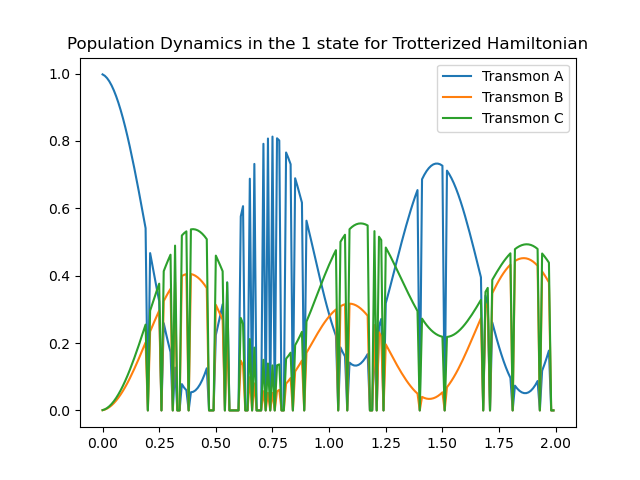 Population Dynamics in the 1 state for Trotterized Hamiltonian
Transmon A
Transmon B
Transmon C
1.0
0.8
0.6
0.4
0.2
0.0
0.00 0.25 0.50 0.75 1.00 1.25 1.50 1.75 2.00